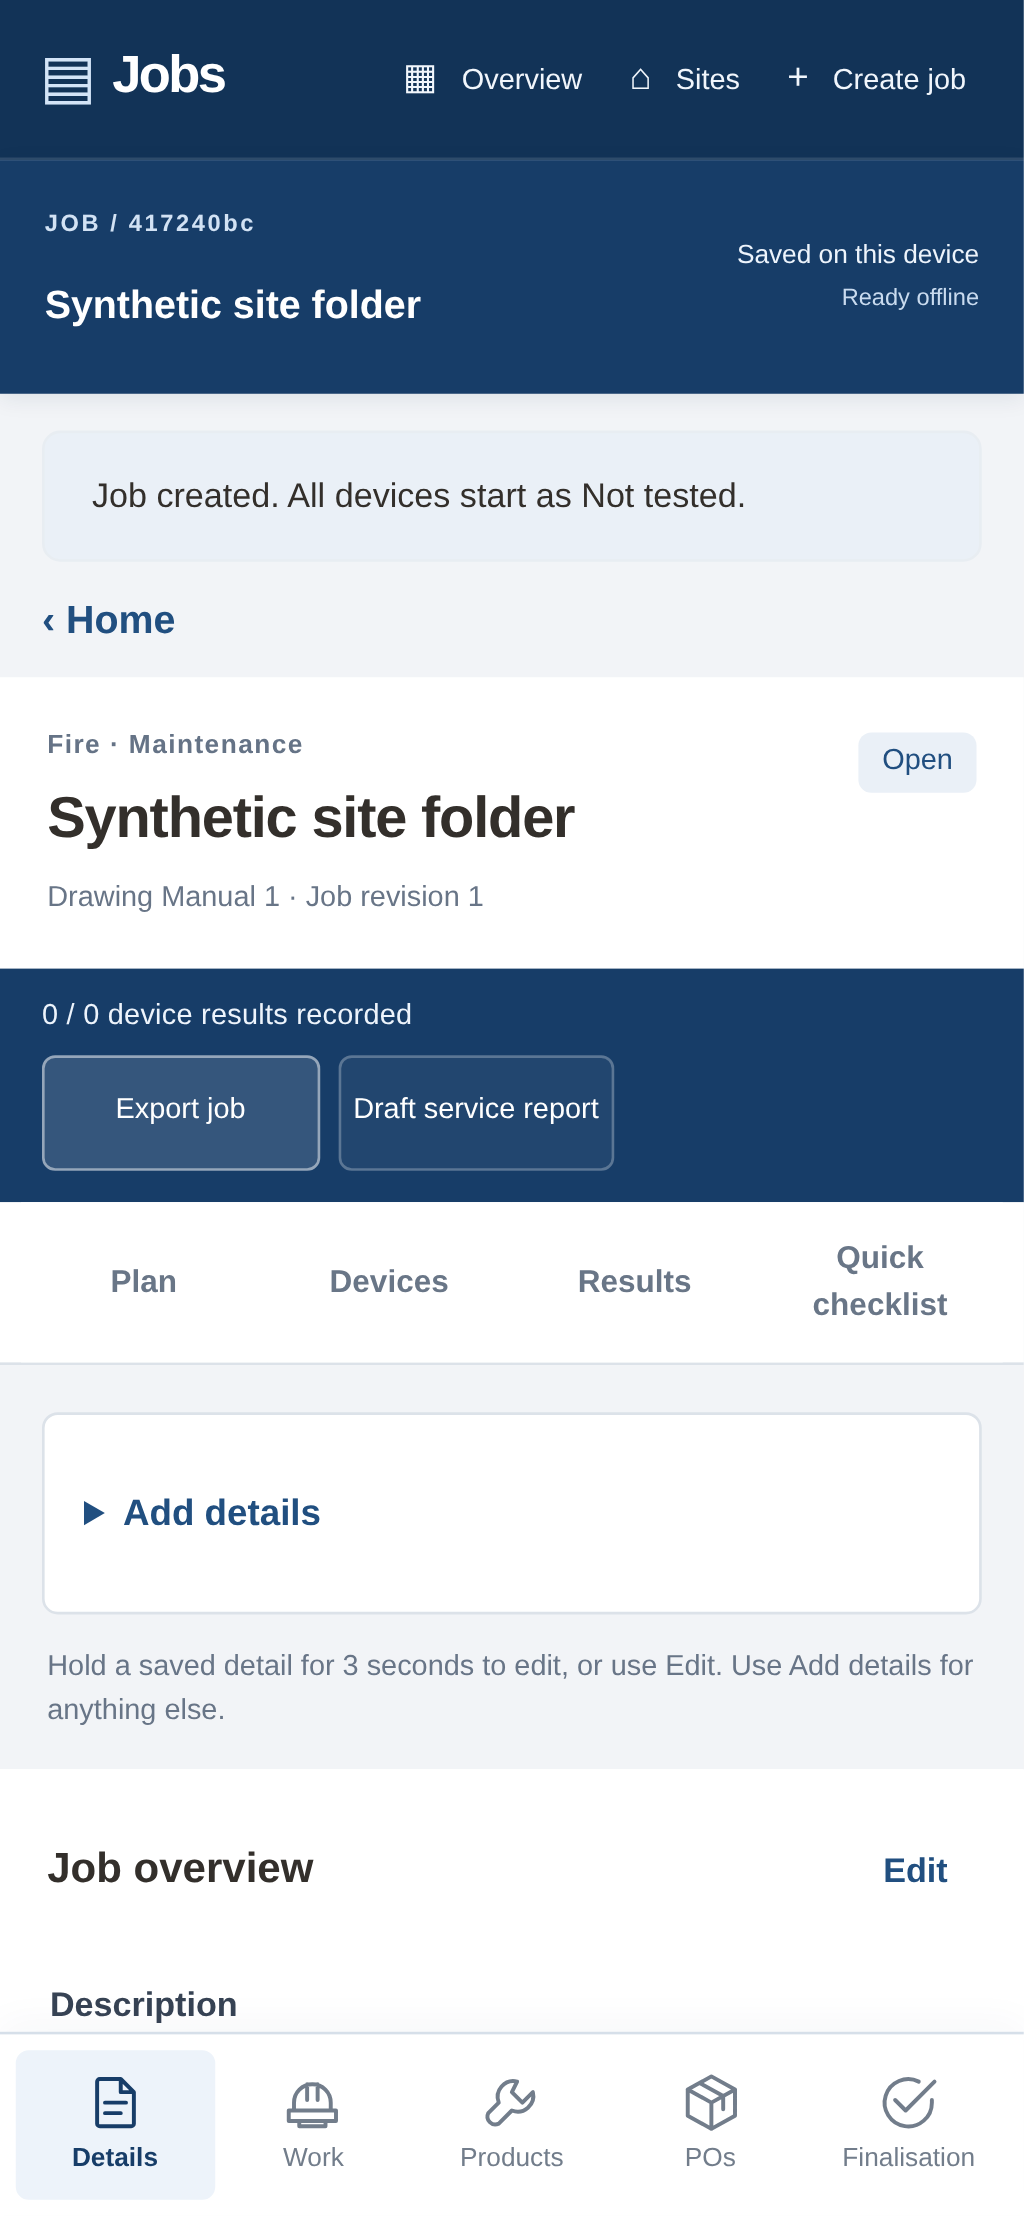 Jobs
Overview
Sites
+ Create job
JOB / 417240bc
Saved on this device
Ready offline
Synthetic site folder
Job created. All devices start as Not tested.
‹ Home
Fire · Maintenance
Open
Synthetic site folder
Drawing Manual 1 · Job revision 1
0 / 0 device results recorded
Export job
Draft service report
Plan
Devices
Results
Quick
checklist
Add details
Hold a saved detail for 3 seconds to edit, or use Edit. Use Add details for
anything else.
Job overview
Edit
Description
Details
Work
Products
POs
Finalisation